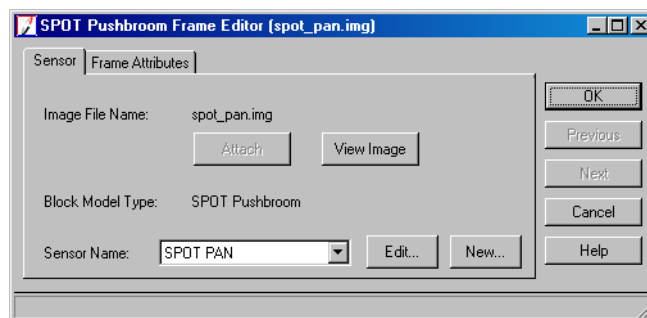 SPOT Pushbroom Frame Editor (spot_pan.img)
Sensor Frame Attributes
Image File Name: spot_pan.img
Attach View Image
Block Model Type: SPOT Pushbroom
Sensor Name: SPOT PAN Edit... New...
OK
Previous
Next
Cancel
Help